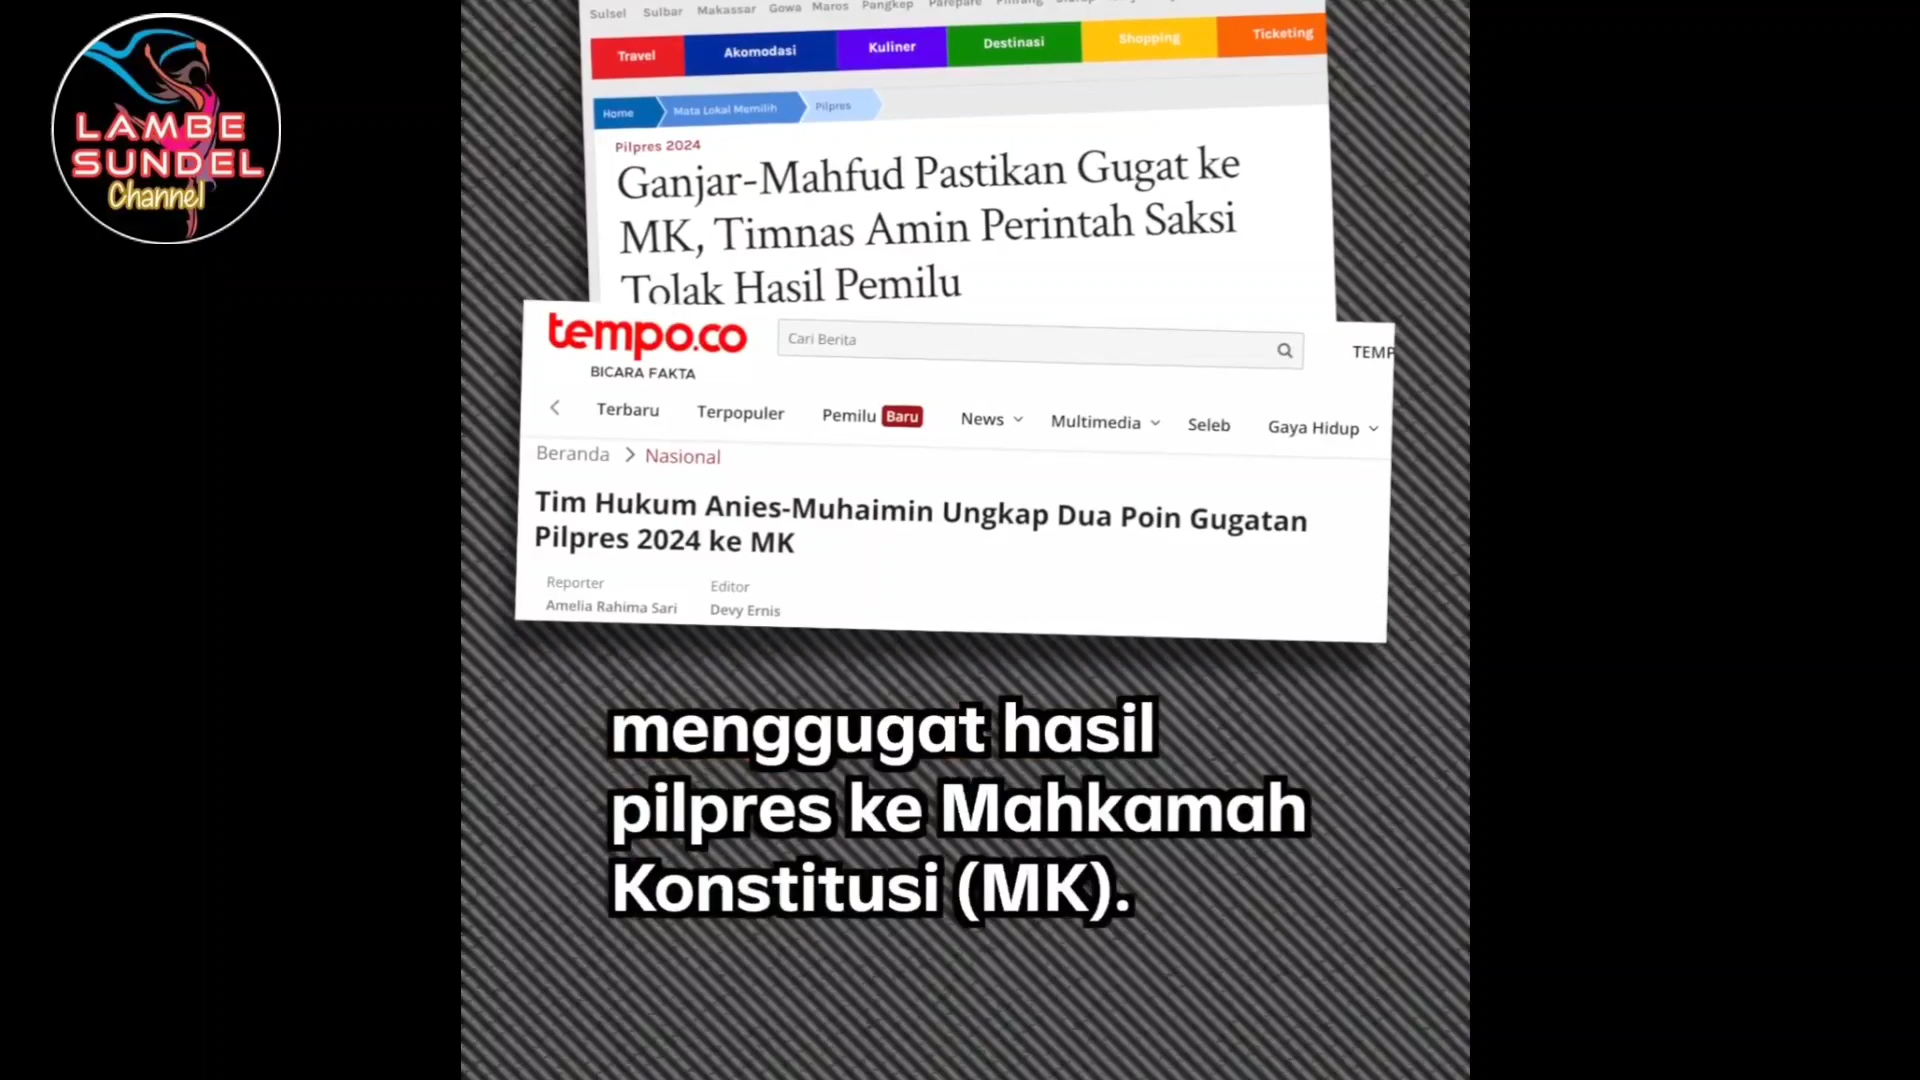 LAMBE
SUNDEL
Channel
Sulsel Sulbar Makassar Gowa Maros Pangkep Parepare Pinrang
Travel Akomodasi Kuliner Destinasi Shopping Ticketing
Home Mata Lokal Memilih Pilpres
Pilpres 2024
Ganjar-Mahfud Pastikan Gugat ke
MK, Timnas Amin Perintah Saksi
Tolak Hasil Pemilu
tempo.co
BICARA FAKTA
Cari Berita
TEMP
Terbaru Terpopuler Pemilu Baru News Multimedia Seleb Gaya Hidup
Beranda > Nasional
Tim Hukum Anies-Muhaimin Ungkap Dua Poin Gugatan
Pilpres 2024 ke MK
Reporter Editor
Amelia Rahima Sari Devy Ernis
menggugat hasil
pilpres ke Mahkamah
Konstitusi (MK).